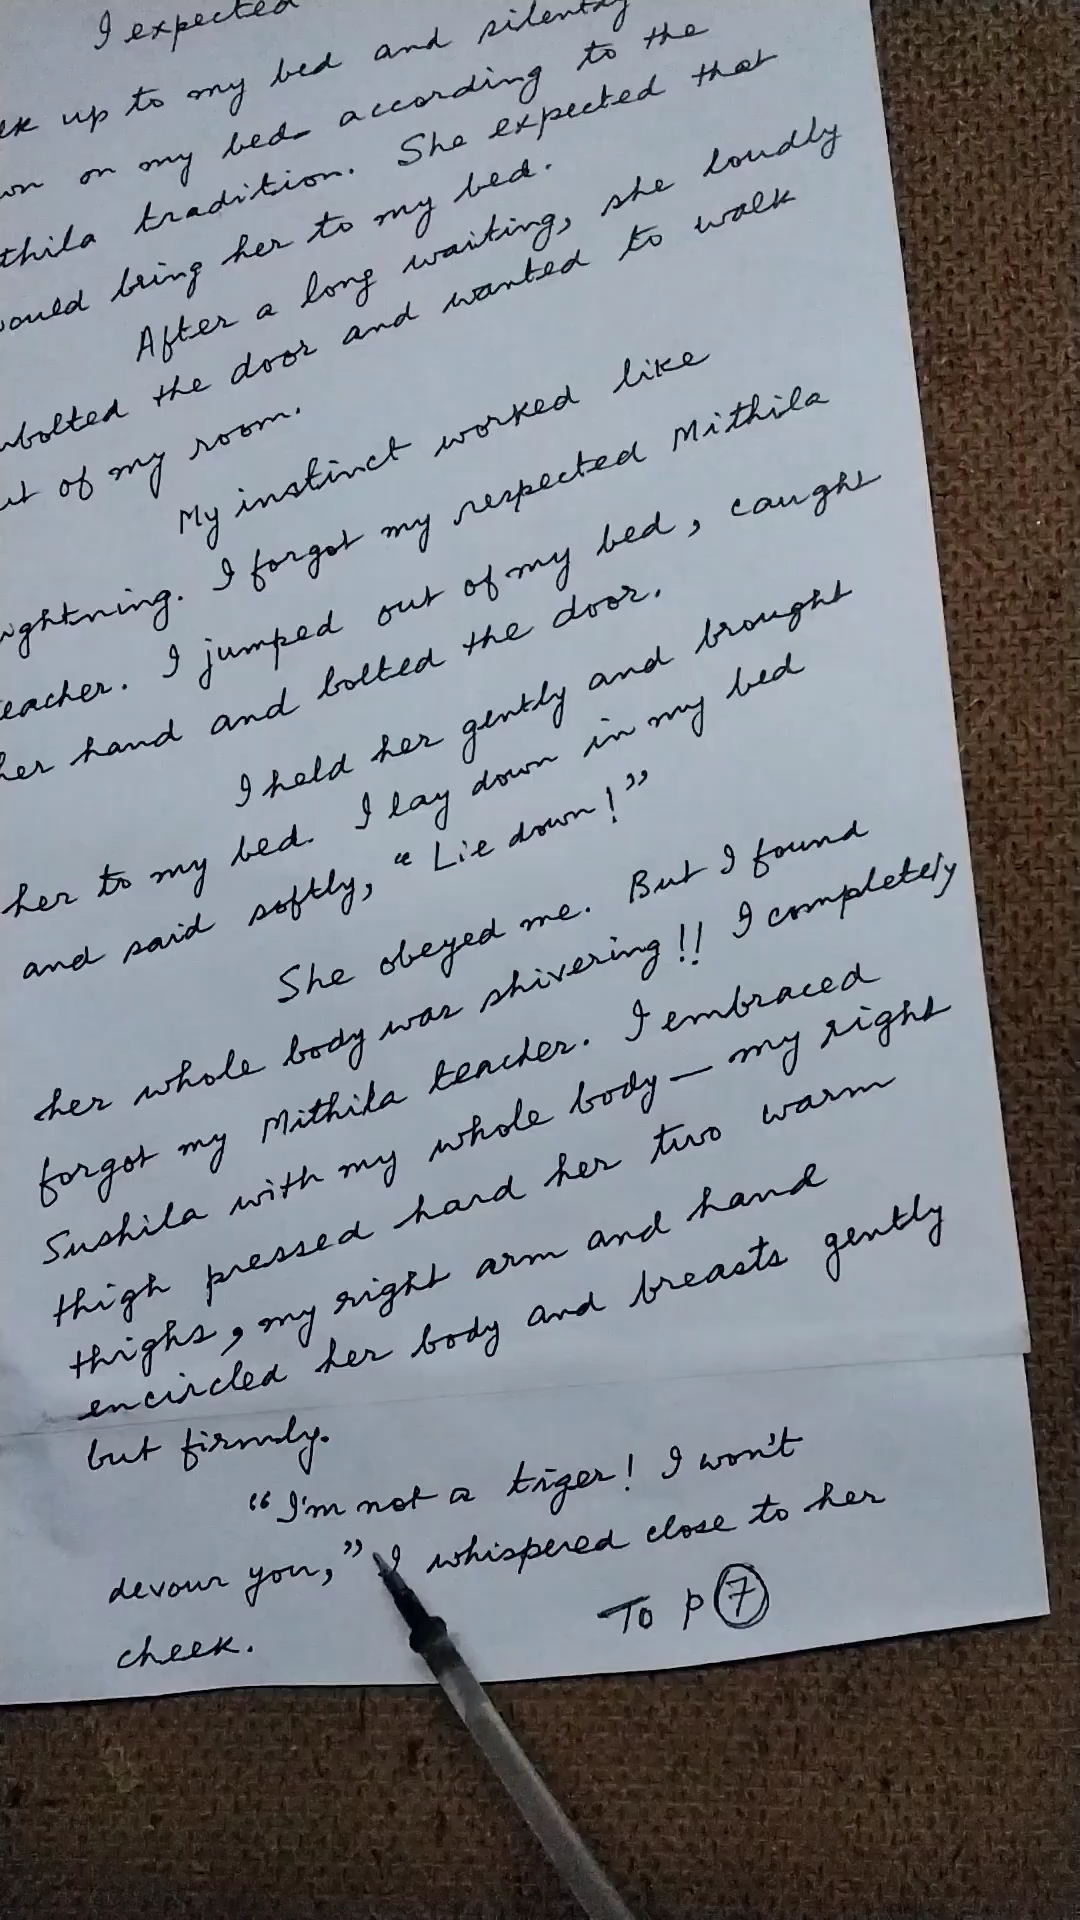 I expected
up to my bed and silently
on my bed according to the
tradition. She expected that
bring her to my bed.
After a long waiting, she loudly
the door and wanted to walk
of my room.
My instinct worked like
I forgot my respected Mithila
I jumped out of my bed, caught
her hand and bolted the door.
I held her gently and brought
her to my bed. I lay down in my bed
and said softly, "Lie down!"
She obeyed me. But I found
her whole body was shivering!! I completely
forgot my Mithila teacher. I embraced
Sushila with my whole body — my right
thigh pressed hard her two warm
thighs, my right arm and hand
encircled her body and breasts gently
but firmly.
"I'm not a tiger! I won't
devour you," I whispered close to her
cheek.
To P 7